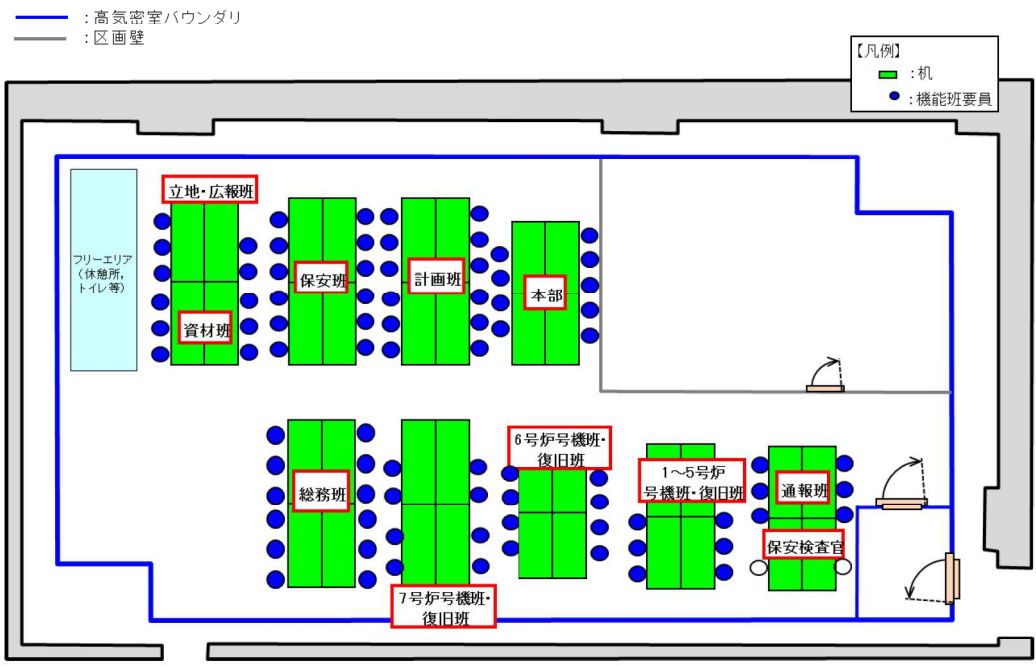 ：高気密室バウンダリ
：区画壁
【凡例】
：机
：機能班要員
フリーエリア
（休憩所，
トイレ等）
立地・広報班
資材班
保安班
計画班
本部
総務班
7号炉号機班・
復旧班
6号炉号機班・
復旧班
1～5号炉
号機班・復旧班
通報班
保安検査官